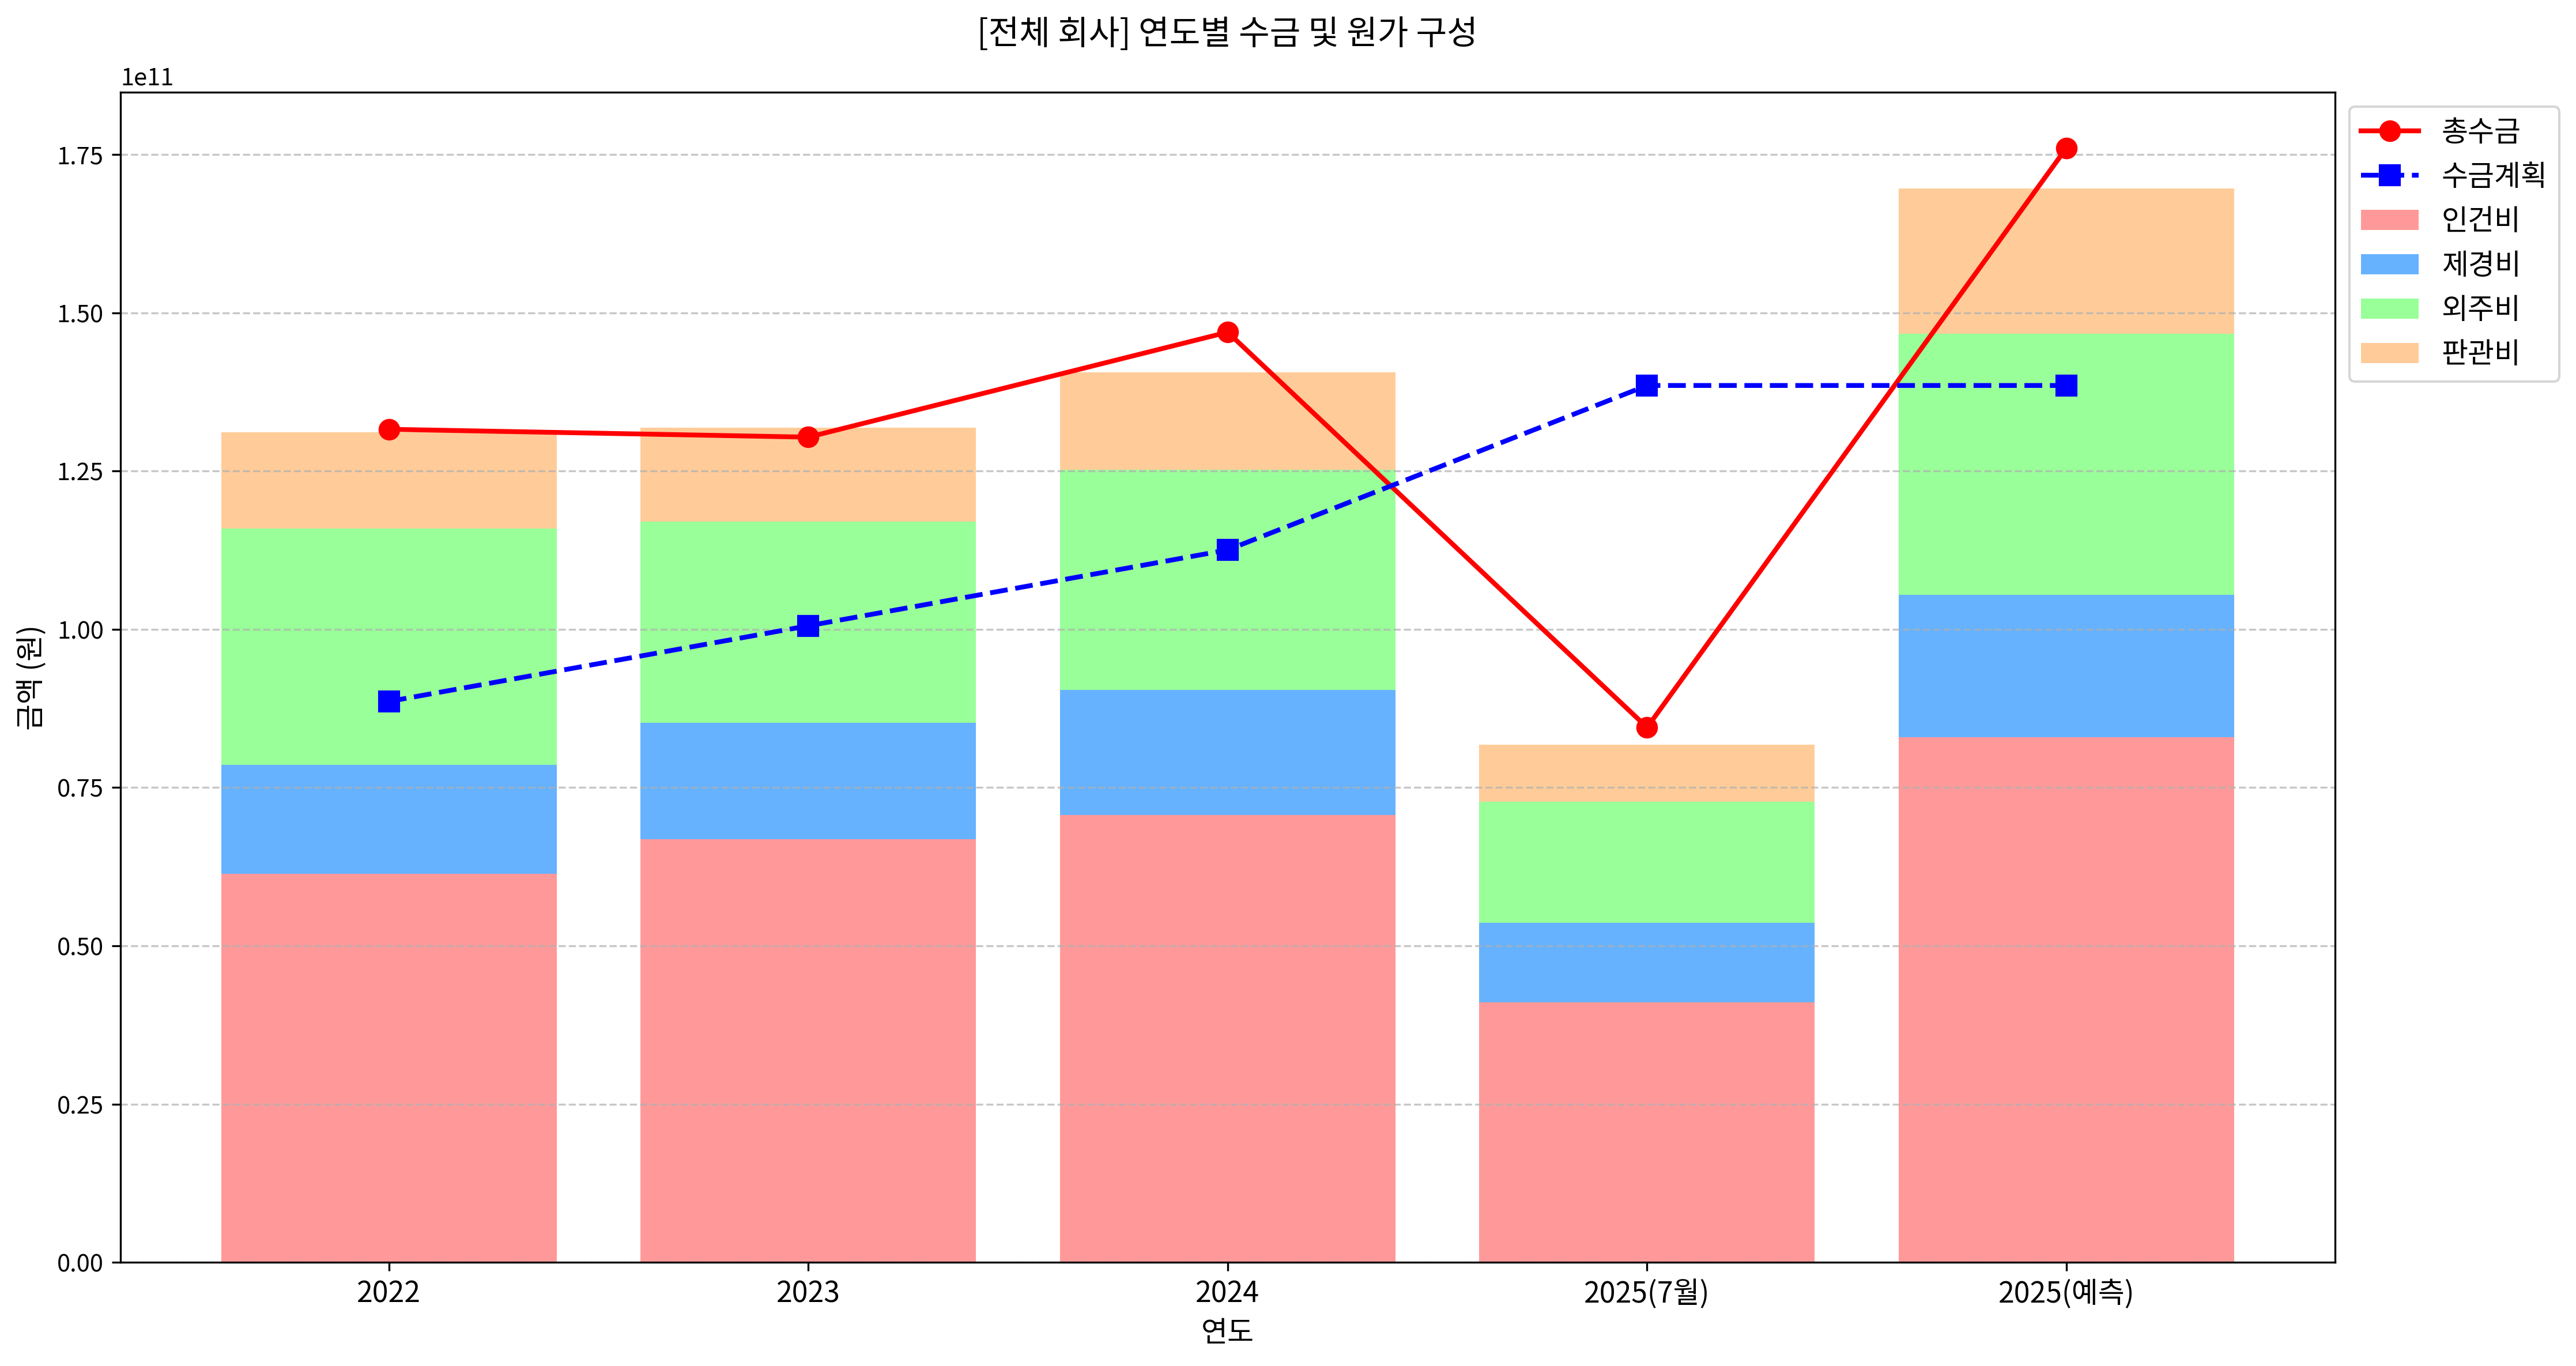 [전체 회사] 연도별 수금 및 원가 구성
1e11
1.75
1.50
1.25
1.00
0.75
0.50
0.25
0.00
금액 (원)
2022
2023
2024
2025(7월)
2025(예측)
연도
총수금
수금계획
인건비
제경비
외주비
판관비